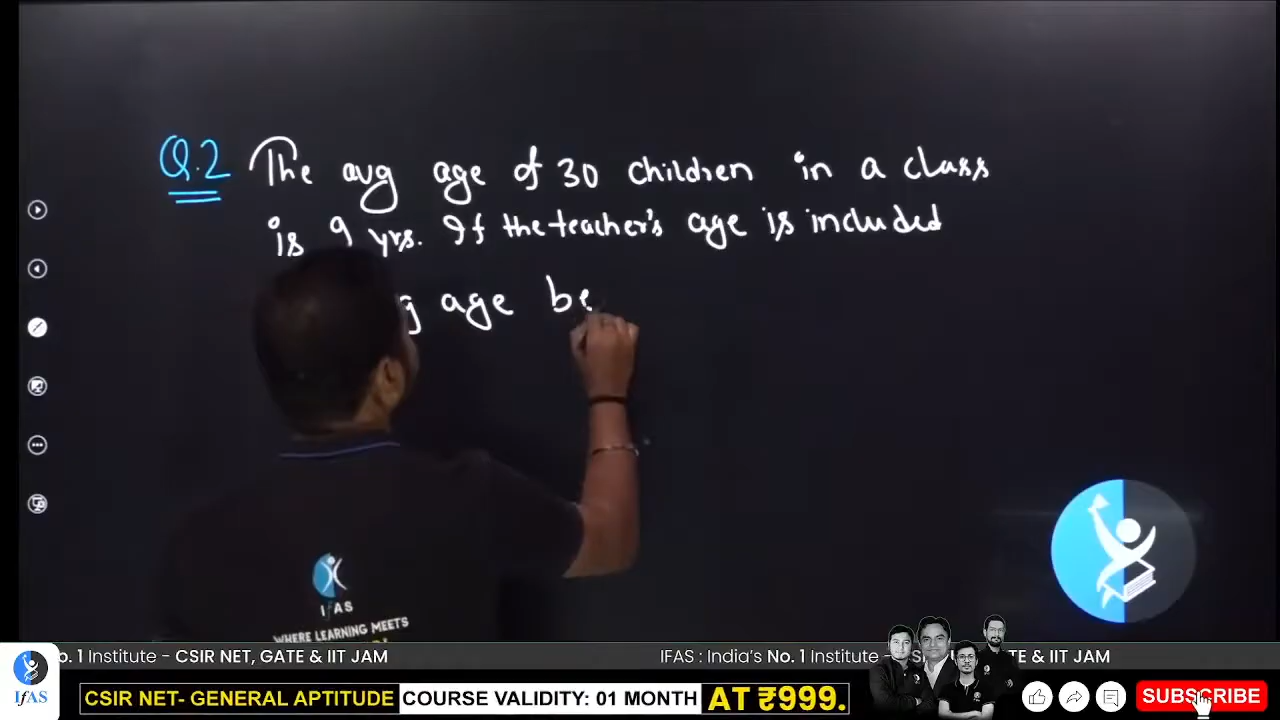 Q.2 The avg age of 30 children in a class
is 9 yrs. If the teacher's age is included
age be
IFAS
WHERE LEARNING MEETS
No. 1 Institute - CSIR NET, GATE & IIT JAM
IFAS : India's No. 1 Institute - TE & IIT JAM
IFAS
CSIR NET- GENERAL APTITUDE COURSE VALIDITY: 01 MONTH AT ₹999.
SUBSCRIBE